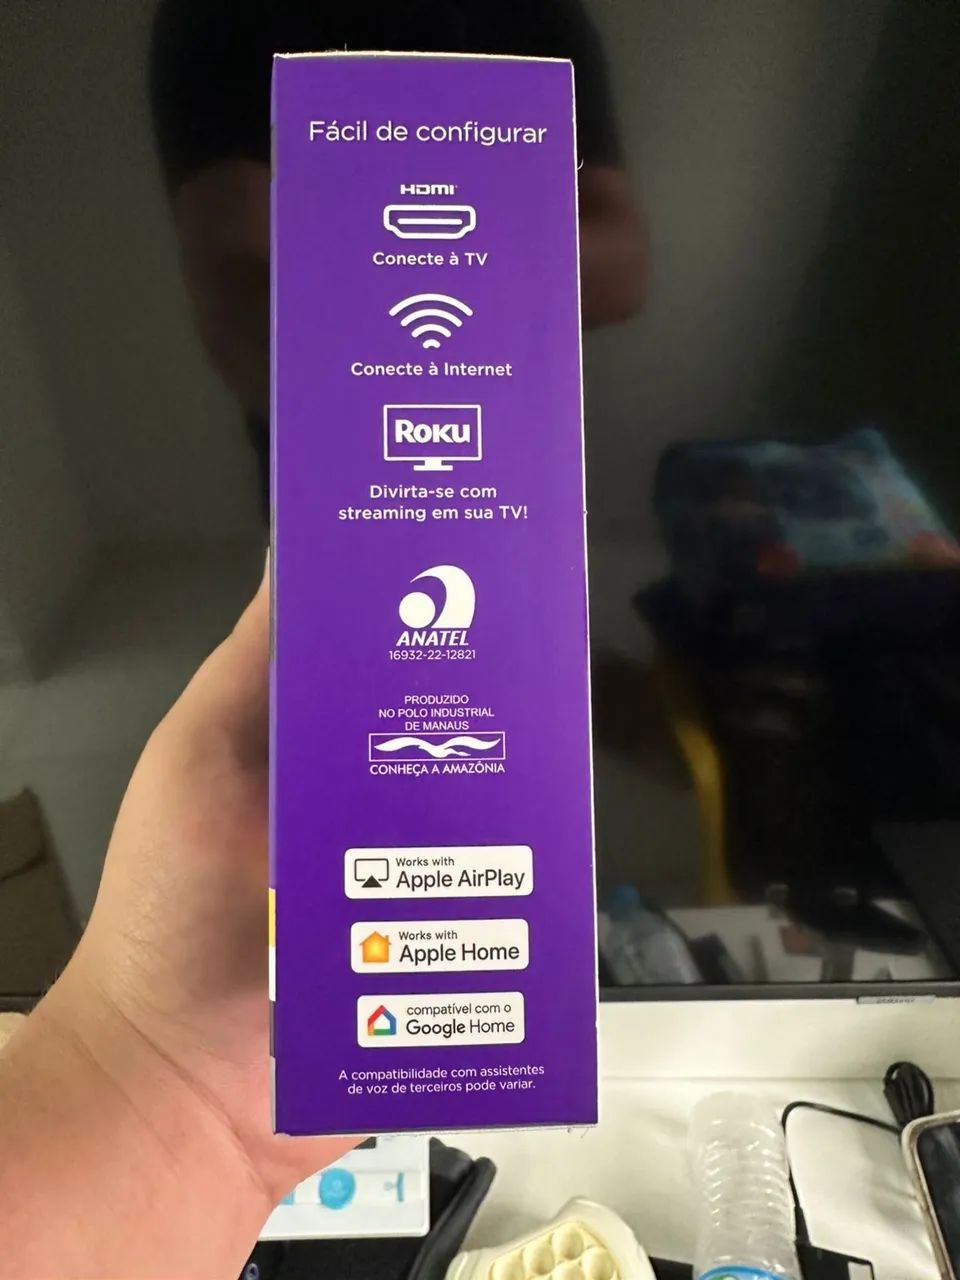 Fácil de configurar
HDMI
Conecte à TV
Conecte à Internet
ROKU
Divirta-se com
streaming em sua TV!
ANATEL
16932-22-12821
PRODUZIDO
NO POLO INDUSTRIAL
DE MANAUS
CONHEÇA A AMAZÔNIA
Works with
Apple AirPlay
Works with
Apple Home
compatível com o
Google Home
A compatibilidade com assistentes
de voz de terceiros pode variar.